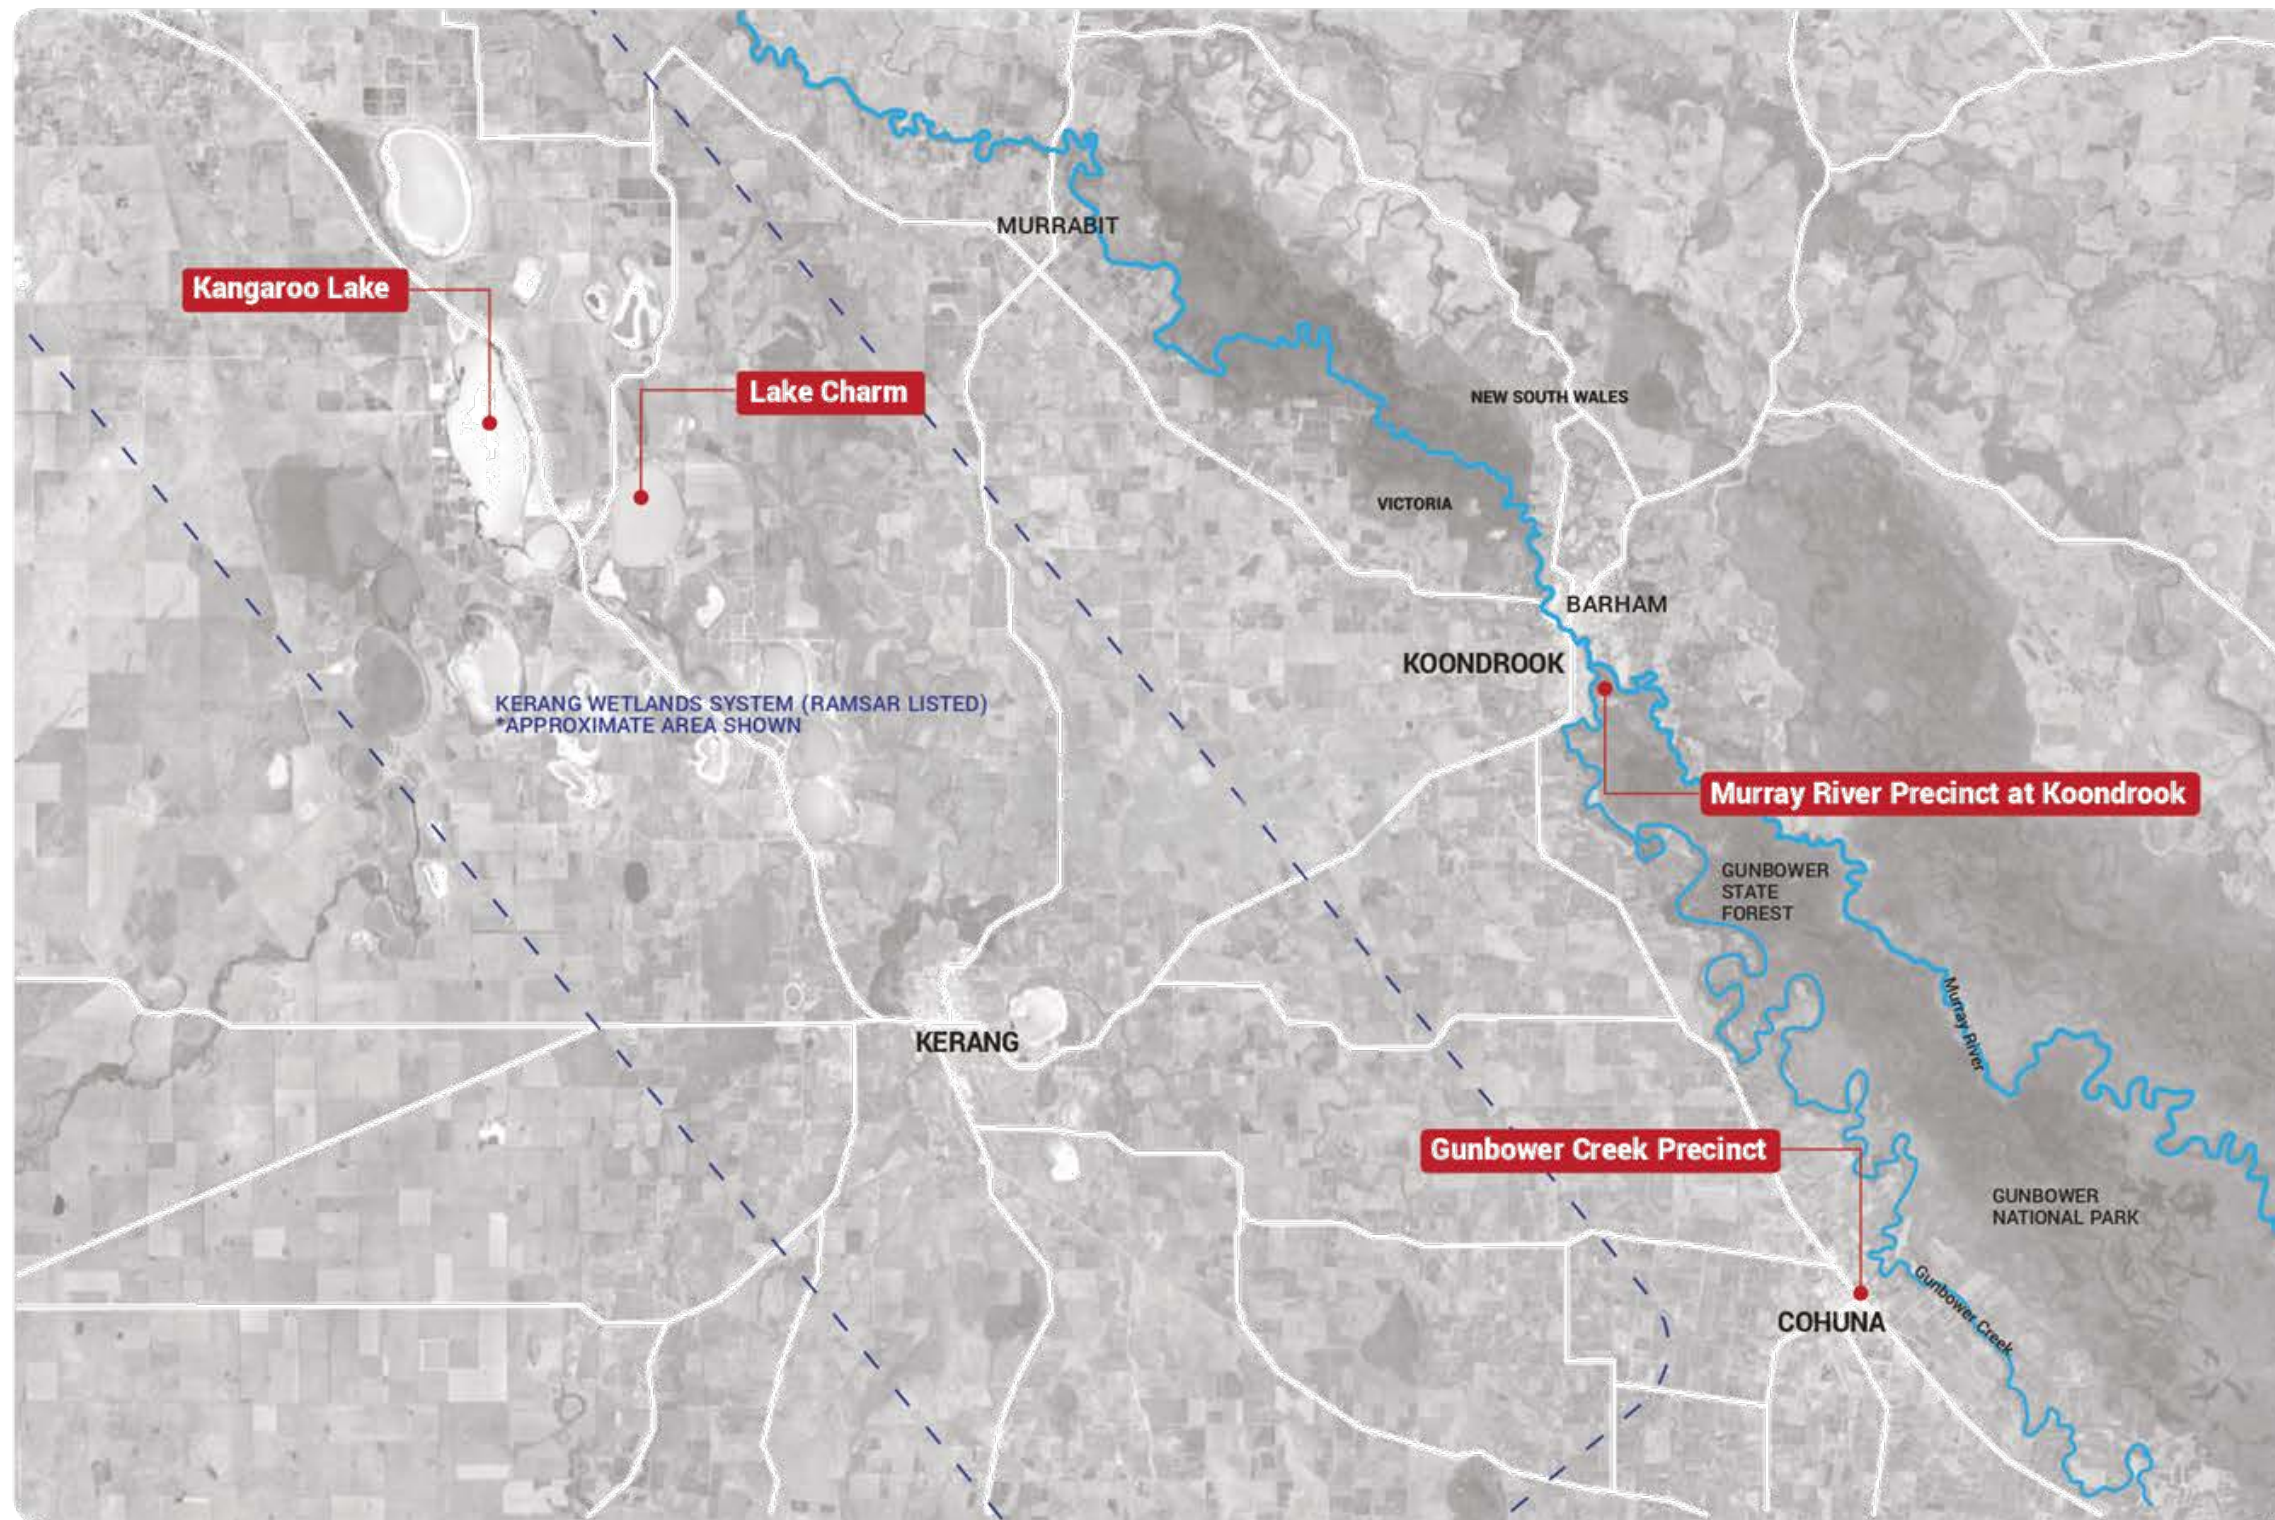 MURRABIT
Kangaroo Lake
Lake Charm
NEW SOUTH WALES
VICTORIA
BARHAM
KOONDROOK
KERANG WETLANDS SYSTEM (RAMSAR LISTED)
*APPROXIMATE AREA SHOWN
Murray River Precinct at Koondrook
GUNBOWER
STATE
FOREST
Murray River
KERANG
Gunbower Creek Precinct
GUNBOWER
NATIONAL PARK
Gunbower Creek
COHUNA